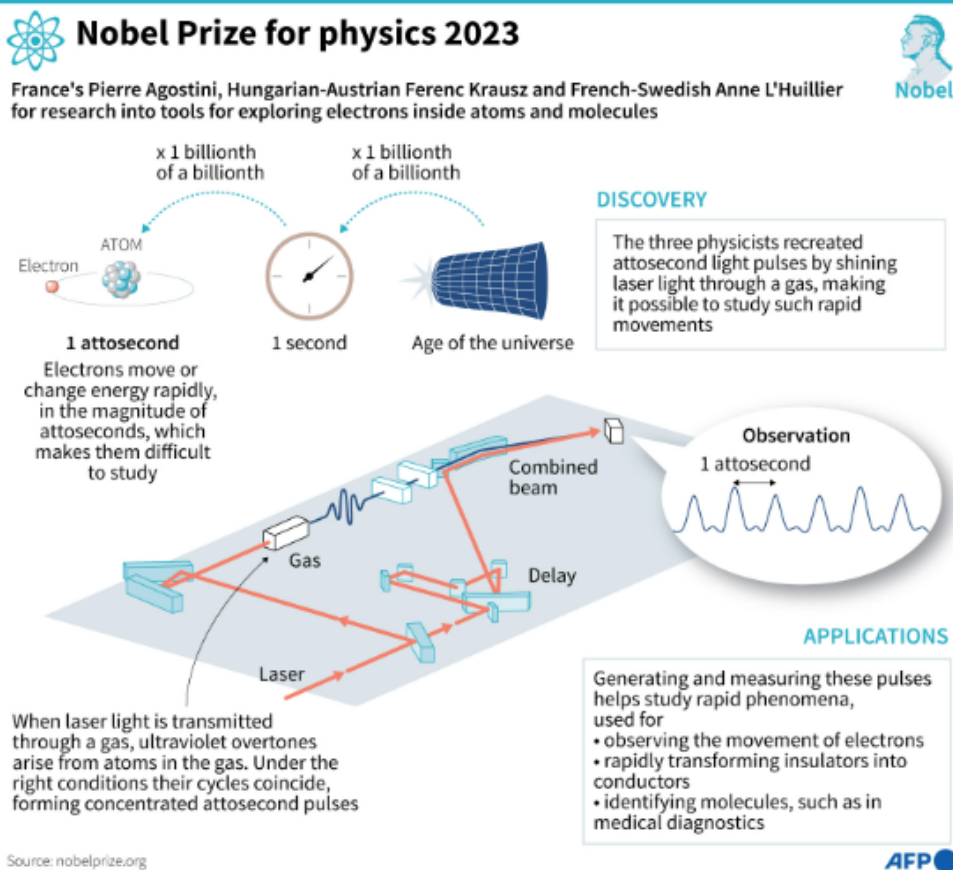 Nobel Prize for physics 2023
Nobel
France's Pierre Agostini, Hungarian-Austrian Ferenc Krausz and French-Swedish Anne L'Huillier
for research into tools for exploring electrons inside atoms and molecules
x 1 billionth
of a billionth
x 1 billionth
of a billionth
ATOM
Electron
1 attosecond
1 second
Age of the universe
Electrons move or
change energy rapidly,
in the magnitude of
attoseconds, which
makes them difficult
to study
DISCOVERY
The three physicists recreated
attosecond light pulses by shining
laser light through a gas, making
it possible to study such rapid
movements
Combined
beam
Observation
1 attosecond
Gas
Delay
Laser
When laser light is transmitted
through a gas, ultraviolet overtones
arise from atoms in the gas. Under the
right conditions their cycles coincide,
forming concentrated attosecond pulses
APPLICATIONS
Generating and measuring these pulses
helps study rapid phenomena,
used for
• observing the movement of electrons
• rapidly transforming insulators into
conductors
• identifying molecules, such as in
medical diagnostics
Source: nobelprize.org
AFP